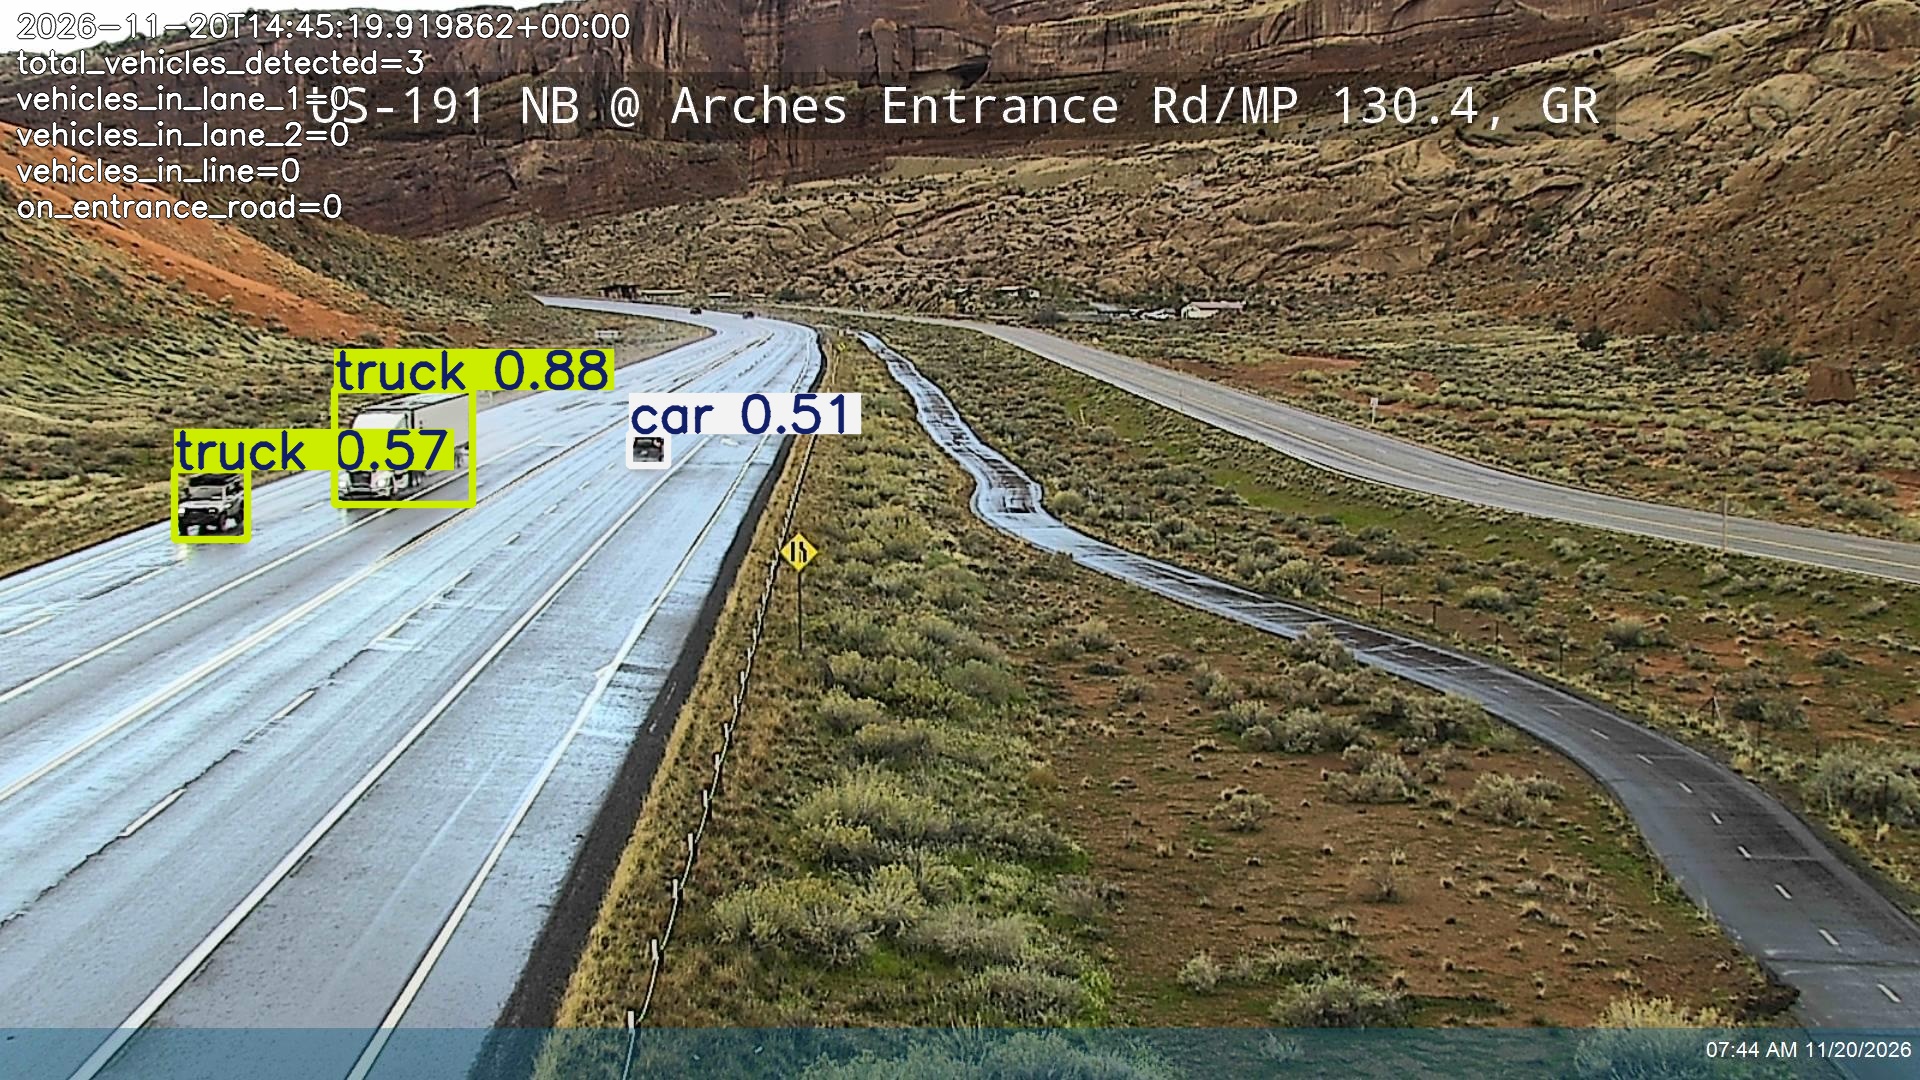 2026-11-20T14:45:19.919862+00:00
total_vehicles_detected=3
vehicles_in_lane_1=0
US-191 NB @ Arches Entrance Rd/MP 130.4, GR
vehicles_in_lane_2=0
vehicles_in_line=0
on_entrance_road=0
truck 0.88
car 0.51
truck 0.57
07:44 AM 11/20/2026